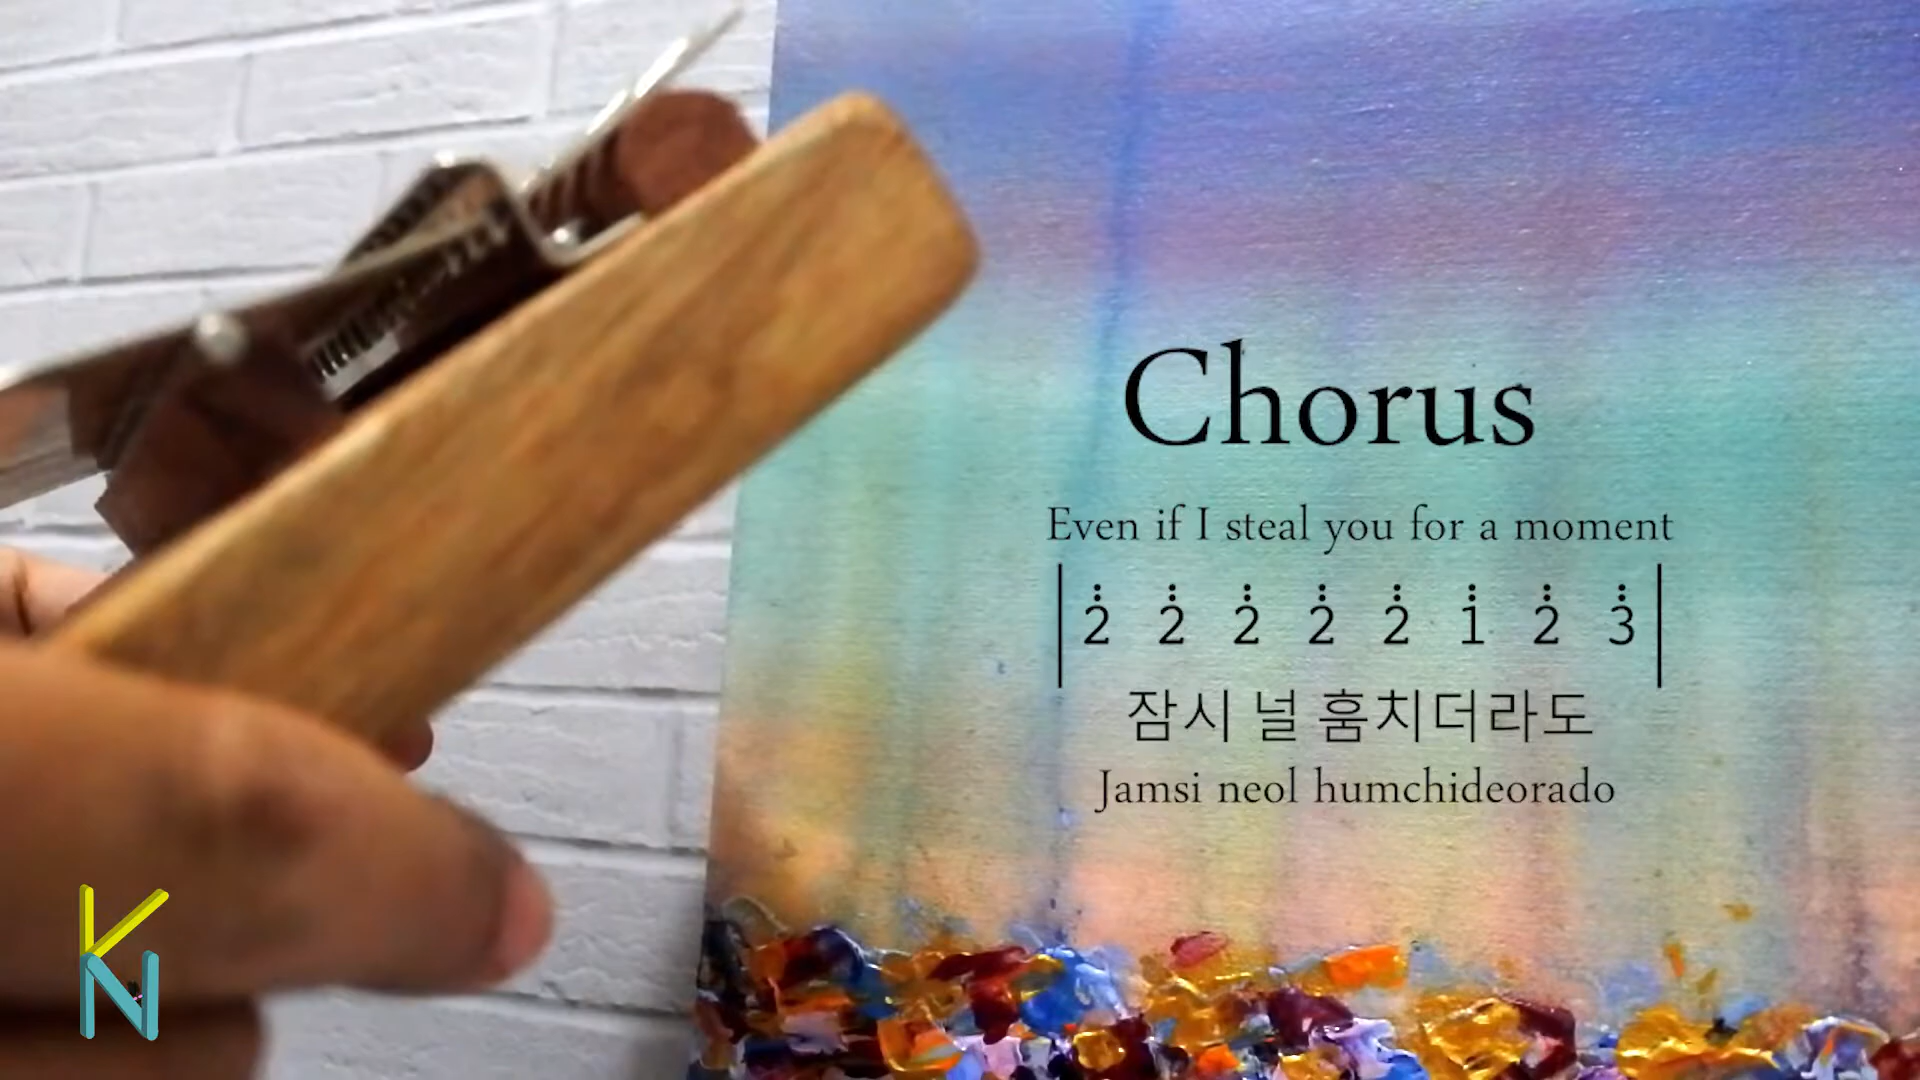 Chorus
Even if I steal you for a moment
| 2̈ 2̈ 2̈ 2̈ 2̈ 1̈ 2̈ 3̈ |
잠시 널 훔치더라도
Jamsi neol humchideorado
K
N